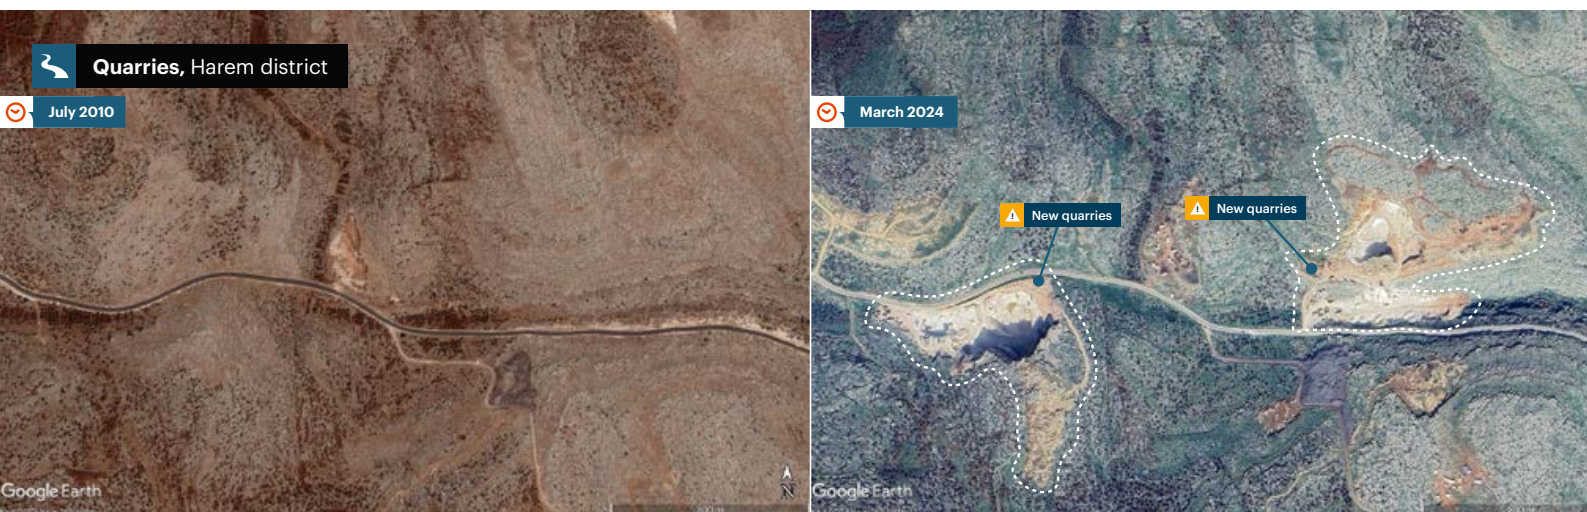 Quarries, Harem district
July 2010
March 2024
New quarries
New quarries
Google Earth
N
Google Earth